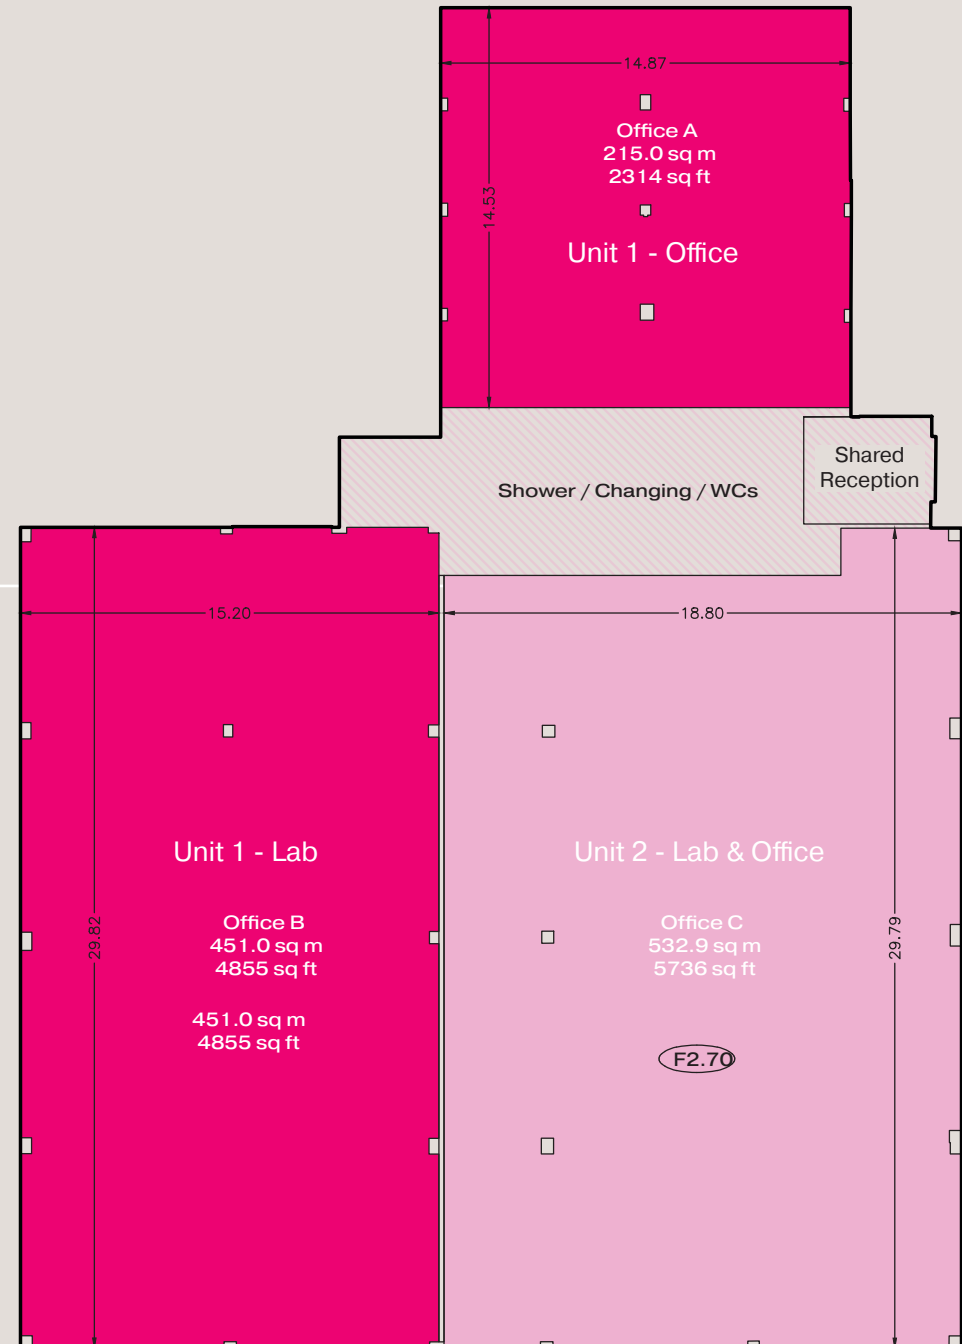 14.87
Office A
215.0 sq m
2314 sq ft
14.53
Unit 1 - Office
Shared
Reception
Shower / Changing / WCs
15.20
18.80
Unit 1 - Lab
Unit 2 - Lab & Office
29.82
Office B
451.0 sq m
4855 sq ft
451.0 sq m
4855 sq ft
Office C
532.9 sq m
5736 sq ft
29.79
F2.70